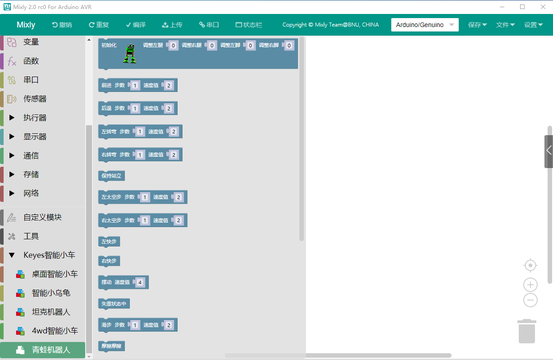 Mixly 2.0 rc0 For Arduino AVR
Mixly 撤销 重复 编译 上传 串口 状态栏 Copyright © Mixly Team@BNU, CHINA Arduino/Genuino 保存 文件 设置
变量
函数
串口
传感器
执行器
显示器
通信
存储
网络
自定义模块
工具
Keyes智能小车
桌面智能小车
智能小乌龟
坦克机器人
4wd智能小车
青蛙机器人
初始化 调整左脚 0 调整右脚 0 调整左脚 0 调整右脚 0
前进 步数 1 速度值 2
后退 步数 1 速度值 2
左转弯 步数 1 速度值 2
右转弯 步数 1 速度值 2
保持站立
左太空步 步数 1 速度值 2
右太空步 步数 1 速度值 2
左快步
右快步
摆动 速度值 4
失重状态中
海步 步数 1 速度值 2